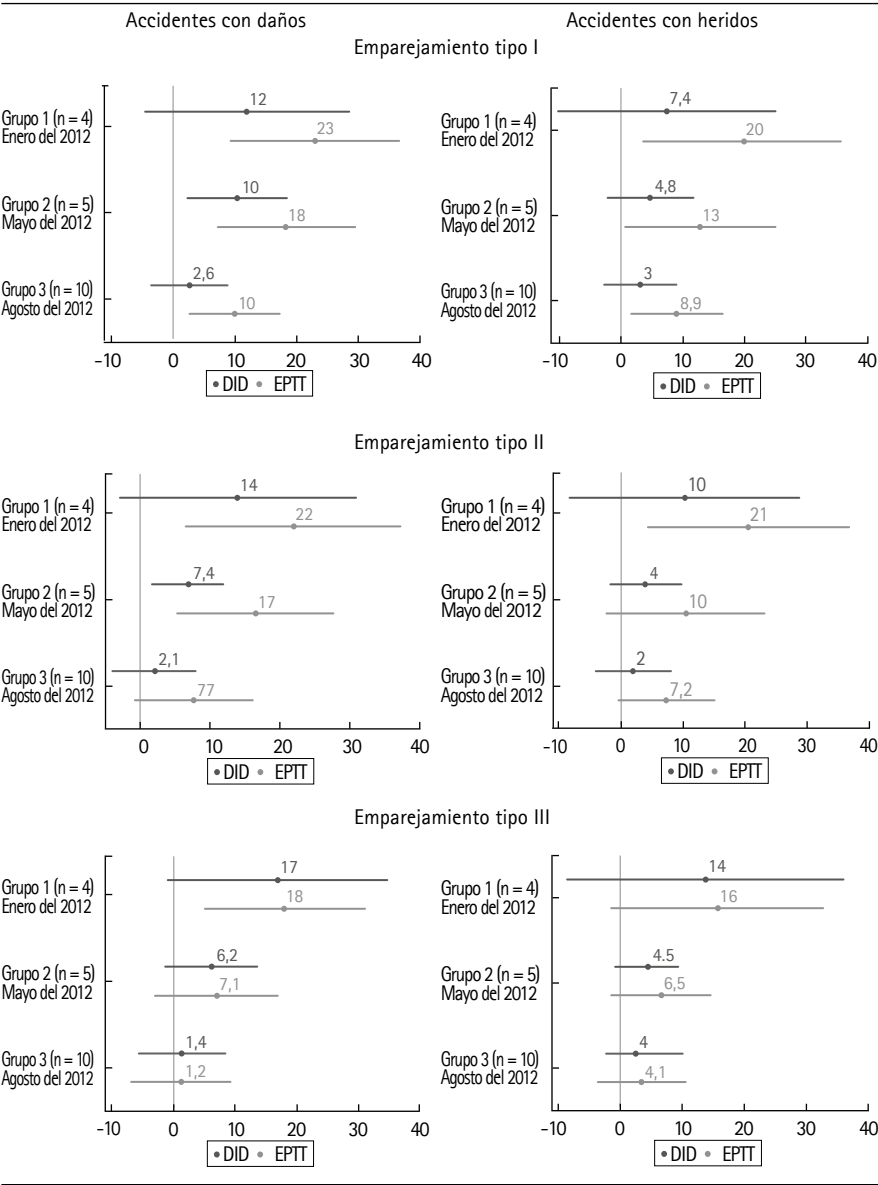 Accidentes con daños
Accidentes con heridos
Emparejamiento tipo I
Grupo 1 (n = 4)
Enero del 2012
Grupo 2 (n = 5)
Mayo del 2012
Grupo 3 (n = 10)
Agosto del 2012
12
23
10
18
2,6
10
-10 0 10 20 30 40
DID EPTT
Grupo 1 (n = 4)
Enero del 2012
Grupo 2 (n = 5)
Mayo del 2012
Grupo 3 (n = 10)
Agosto del 2012
7,4
20
4,8
13
3
8,9
-10 0 10 20 30 40
DID EPTT
Emparejamiento tipo II
Grupo 1 (n = 4)
Enero del 2012
Grupo 2 (n = 5)
Mayo del 2012
Grupo 3 (n = 10)
Agosto del 2012
14
22
7,4
17
2,1
77
0 10 20 30 40
DID EPTT
Grupo 1 (n = 4)
Enero del 2012
Grupo 2 (n = 5)
Mayo del 2012
Grupo 3 (n = 10)
Agosto del 2012
10
21
4
10
2
7,2
-10 0 10 20 30 40
DID EPTT
Emparejamiento tipo III
Grupo 1 (n = 4)
Enero del 2012
Grupo 2 (n = 5)
Mayo del 2012
Grupo 3 (n = 10)
Agosto del 2012
17
18
6,2
7,1
1,4
1,2
-10 0 10 20 30 40
DID EPTT
Grupo 1 (n = 4)
Enero del 2012
Grupo 2 (n = 5)
Mayo del 2012
Grupo 3 (n = 10)
Agosto del 2012
14
16
4.5
6,5
4
4,1
-10 0 10 20 30 40
DID EPTT